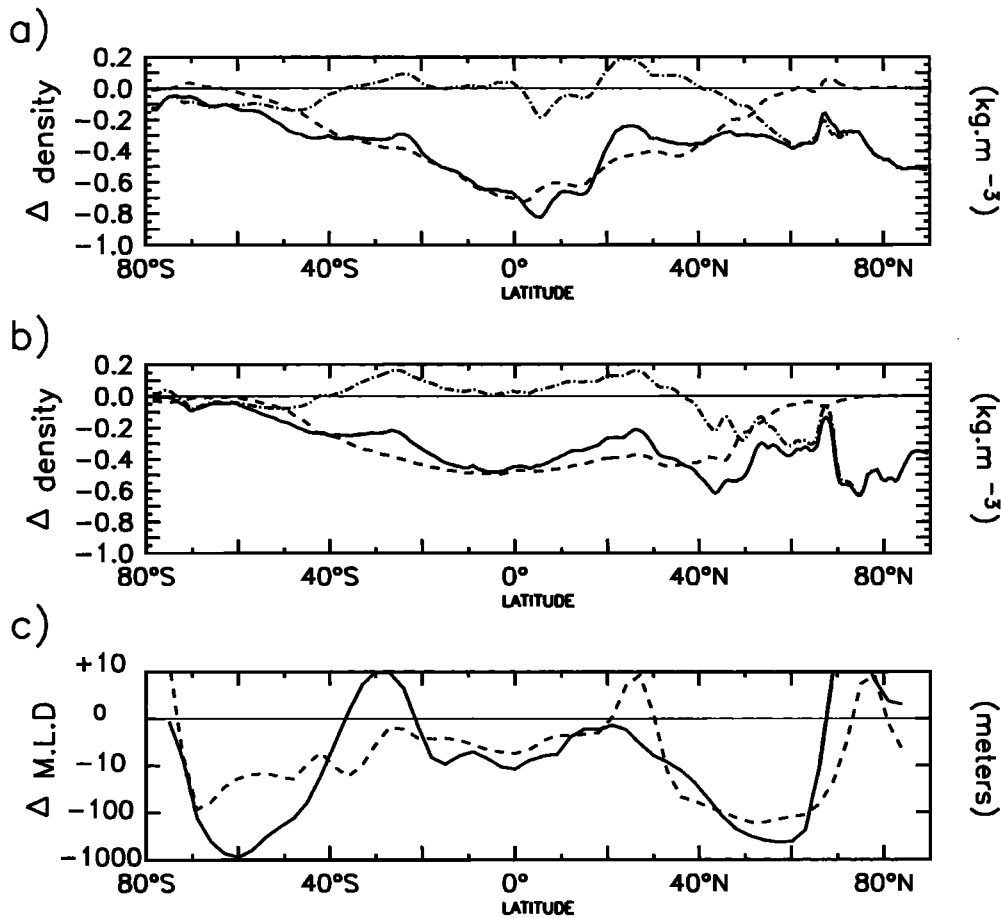 a)
Δ density
0.2
0.0
−0.2
−0.4
−0.6
−0.8
−1.0
(kg.m −3)
80°S 40°S 0° 40°N 80°N
LATITUDE
b)
Δ density
0.2
0.0
−0.2
−0.4
−0.6
−0.8
−1.0
(kg.m −3)
80°S 40°S 0° 40°N 80°N
LATITUDE
c)
Δ M.L.D
+10
0
−10
−100
−1000
(meters)
80°S 40°S 0° 40°N 80°N
LATITUDE